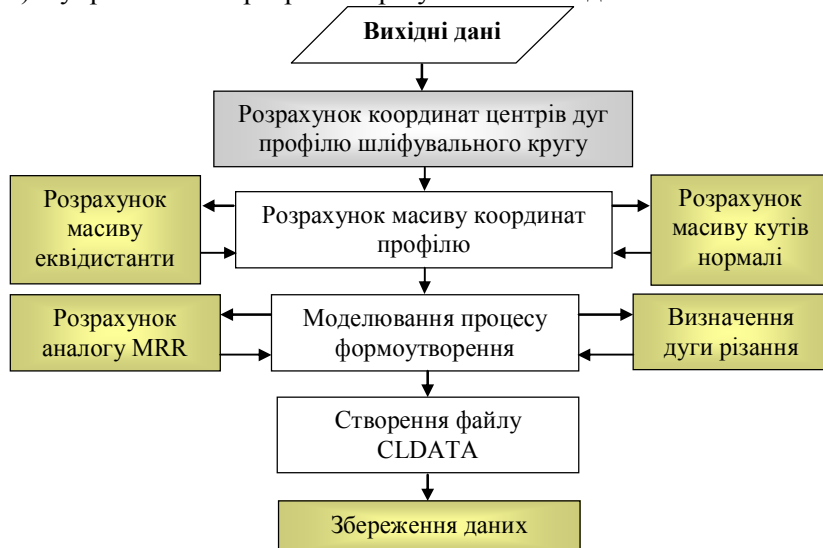 Вихідні дані
Розрахунок координат центрів дуг
профілю шліфувального кругу
Розрахунок
масиву
еквідистанти
Розрахунок масиву координат
профілю
Розрахунок
масиву кутів
нормалі
Розрахунок
аналогу MRR
Моделювання процесу
формоутворення
Визначення
дуги різання
Створення файлу
CLDATA
Збереження даних